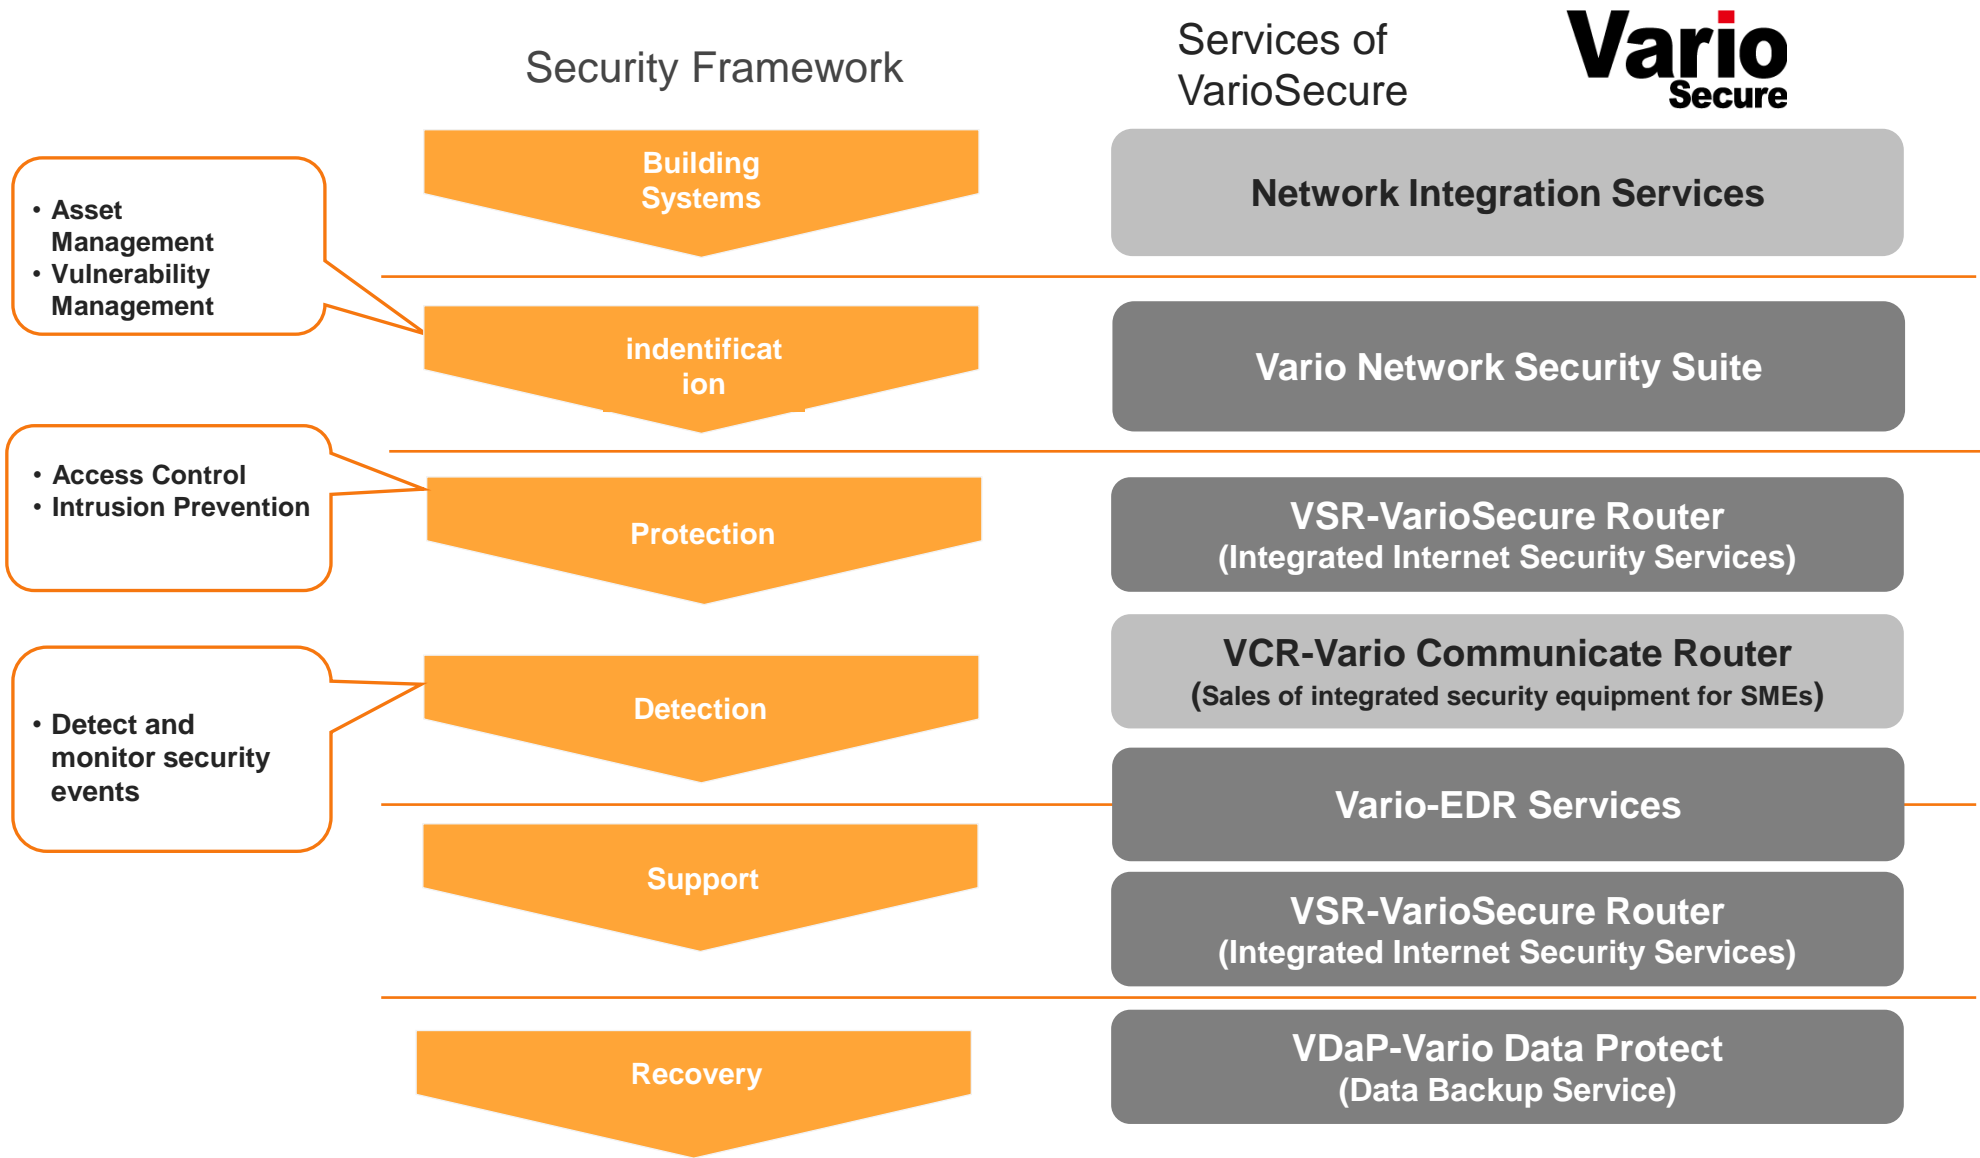 Security Framework
Services of
VarioSecure
Vario
Secure
Building
Systems
Network Integration Services
• Asset
Management
• Vulnerability
Management
indentificat
ion
Vario Network Security Suite
• Access Control
• Intrusion Prevention
Protection
VSR-VarioSecure Router
(Integrated Internet Security Services)
• Detect and
monitor security
events
Detection
VCR-Vario Communicate Router
(Sales of integrated security equipment for SMEs)
Vario-EDR Services
Support
VSR-VarioSecure Router
(Integrated Internet Security Services)
Recovery
VDaP-Vario Data Protect
(Data Backup Service)